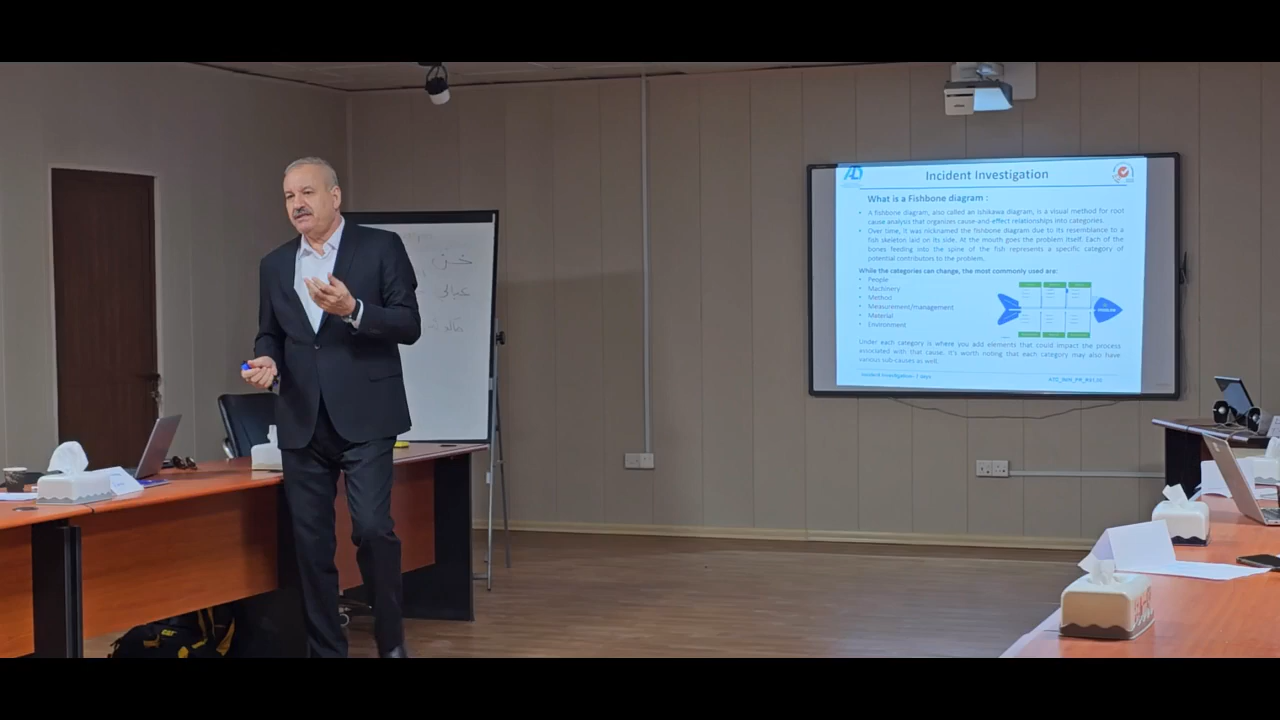 Incident Investigation
What is a Fishbone diagram :
• A fishbone diagram, also called an ishikawa diagram, is a visual method for root
cause analysis that organizes cause-and-effect relationships into categories.
• Over time, it was nicknamed the fishbone diagram due to its resemblance to a
fish skeleton laid on its side. At the mouth goes the problem itself. Each of the
bones feeding into the spine of the fish represents a specific category of
potential contributors to the problem.
While the categories can change, the most commonly used are:
• People
• Machinery
• Method
• Measurement/management
• Material
• Environment
PROBLEM
Under each category is where you add elements that could impact the process
associated with that cause. It's worth noting that each category may also have
various sub-causes as well.
Incident Investigation- 7 days